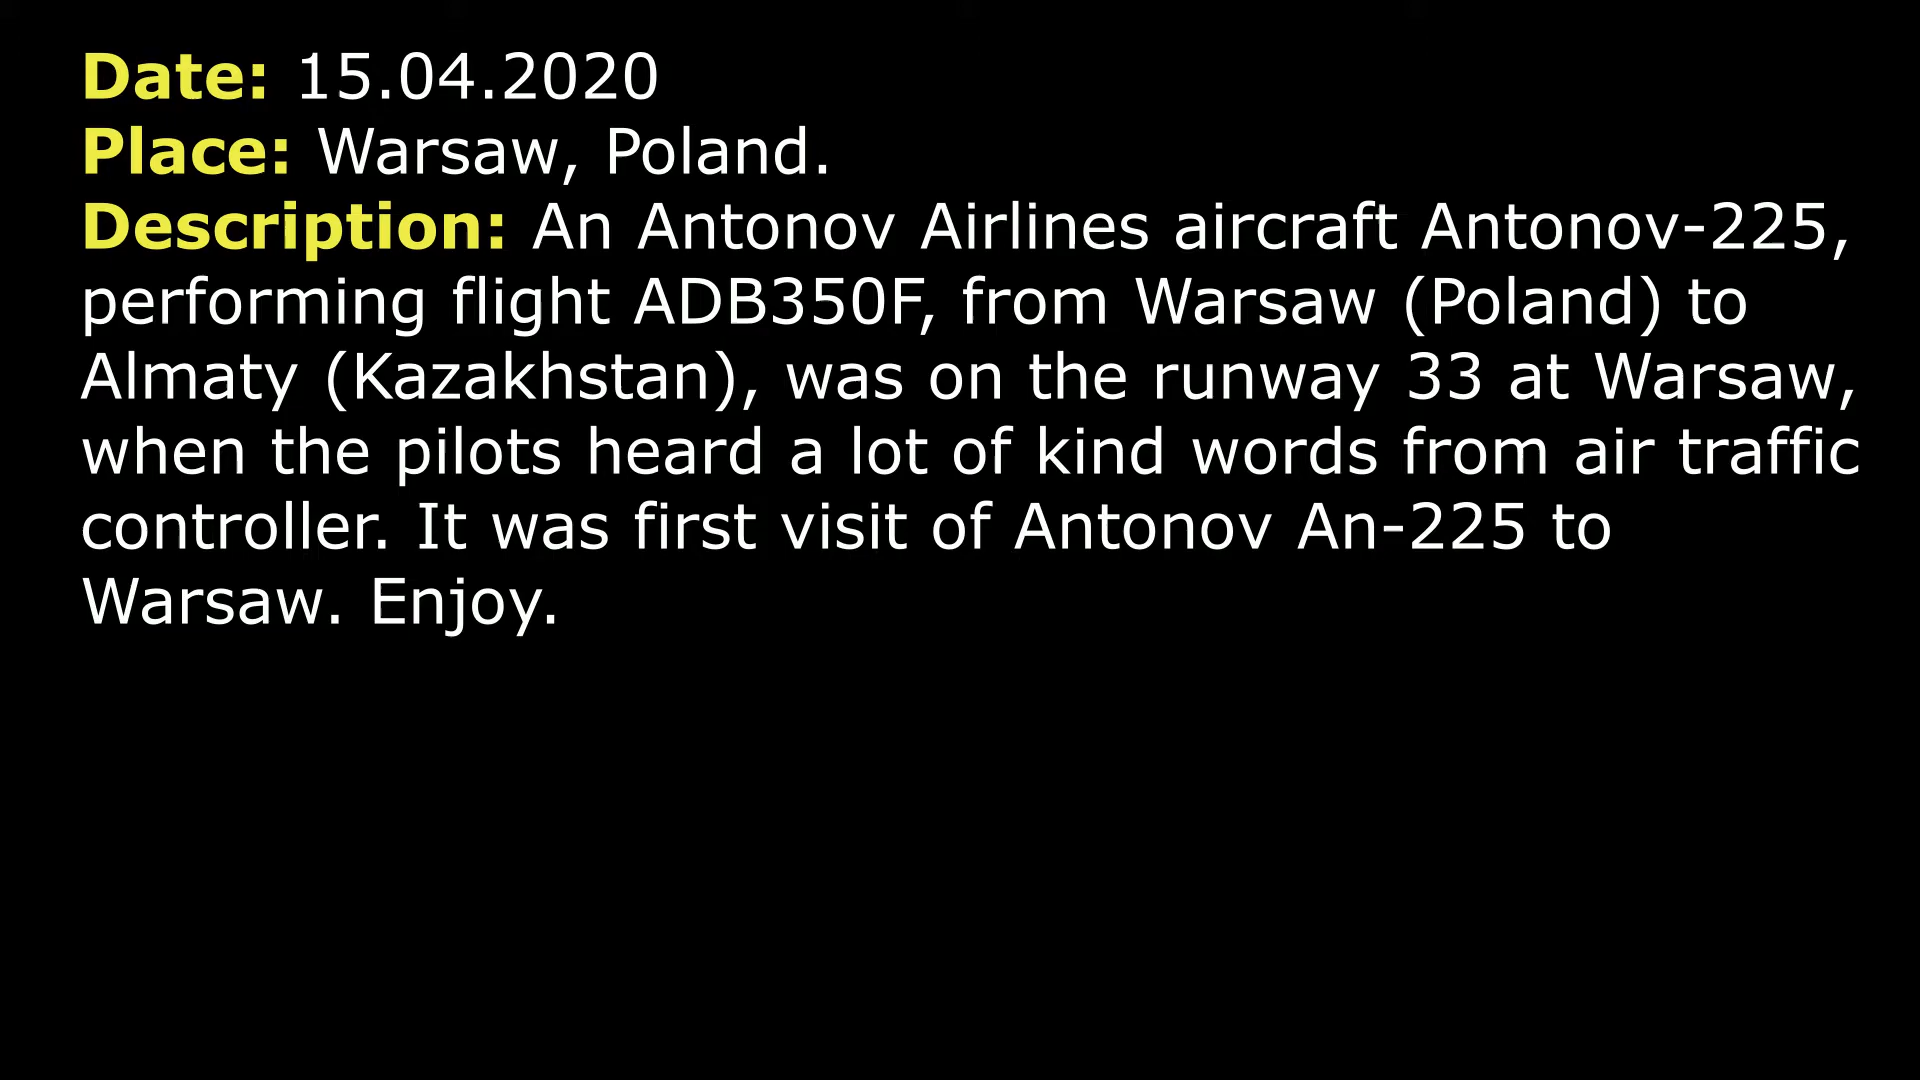 Date: 15.04.2020
Place: Warsaw, Poland.
Description: An Antonov Airlines aircraft Antonov-225,
performing flight ADB350F, from Warsaw (Poland) to
Almaty (Kazakhstan), was on the runway 33 at Warsaw,
when the pilots heard a lot of kind words from air traffic
controller. It was first visit of Antonov An-225 to
Warsaw. Enjoy.